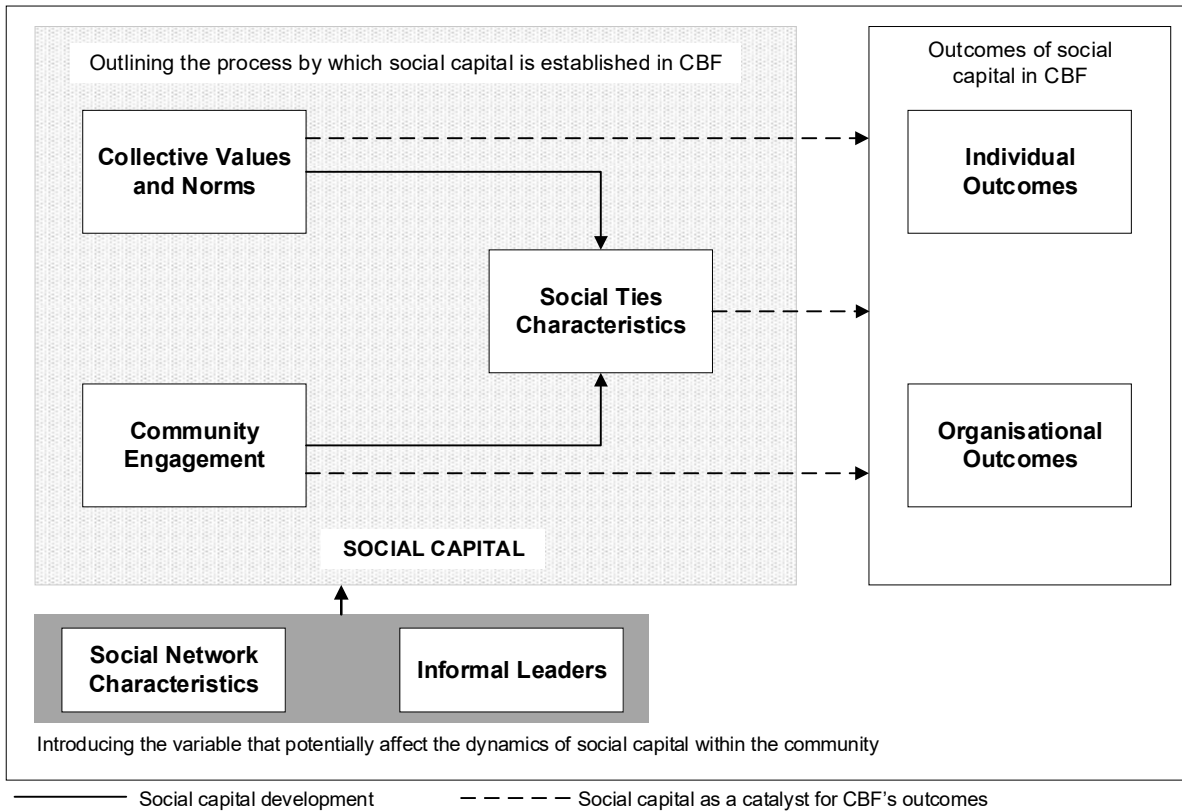 Outlining the process by which social capital is established in CBF
Outcomes of social
capital in CBF
Collective Values
and Norms
Individual
Outcomes
Social Ties
Characteristics
Community
Engagement
Organisational
Outcomes
SOCIAL CAPITAL
Social Network
Characteristics
Informal Leaders
Introducing the variable that potentially affect the dynamics of social capital within the community
Social capital development
Social capital as a catalyst for CBF's outcomes